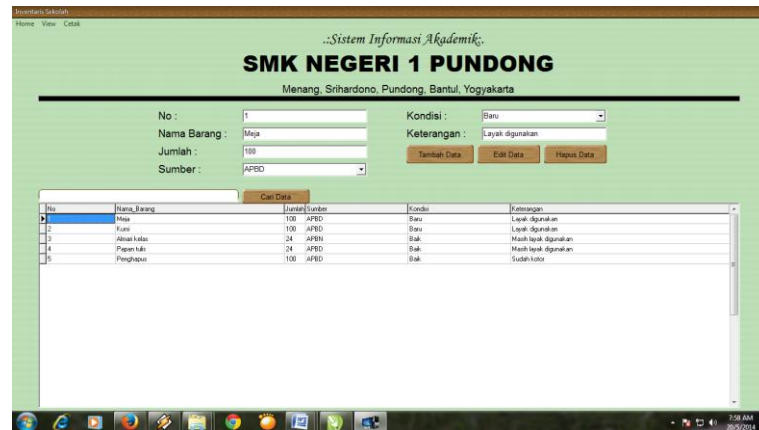 Inventaris Sekolah
Home View Cetak
.:Sistem Informasi Akademik:.
SMK NEGERI 1 PUNDONG
Menang, Srihardono, Pundong, Bantul, Yogyakarta
No : 1 Kondisi : Baru
Nama Barang : Meja Keterangan : Layak digunakan
Jumlah : 100 Tambah Data Edit Data Hapus Data
Sumber : APBD
Cari Data
No Nama_Barang Jumlah Sumber Kondisi Keterangan
1 Meja 100 APBD Baru Layak digunakan
2 Kursi 100 APBD Baru Layak digunakan
3 Almari kelas 24 APBN Baik Masih layak digunakan
4 Papan tulis 24 APBD Baik Masih layak digunakan
5 Penghapus 100 APBD Baik Sudah kotor
7:58 AM
20/5/2014